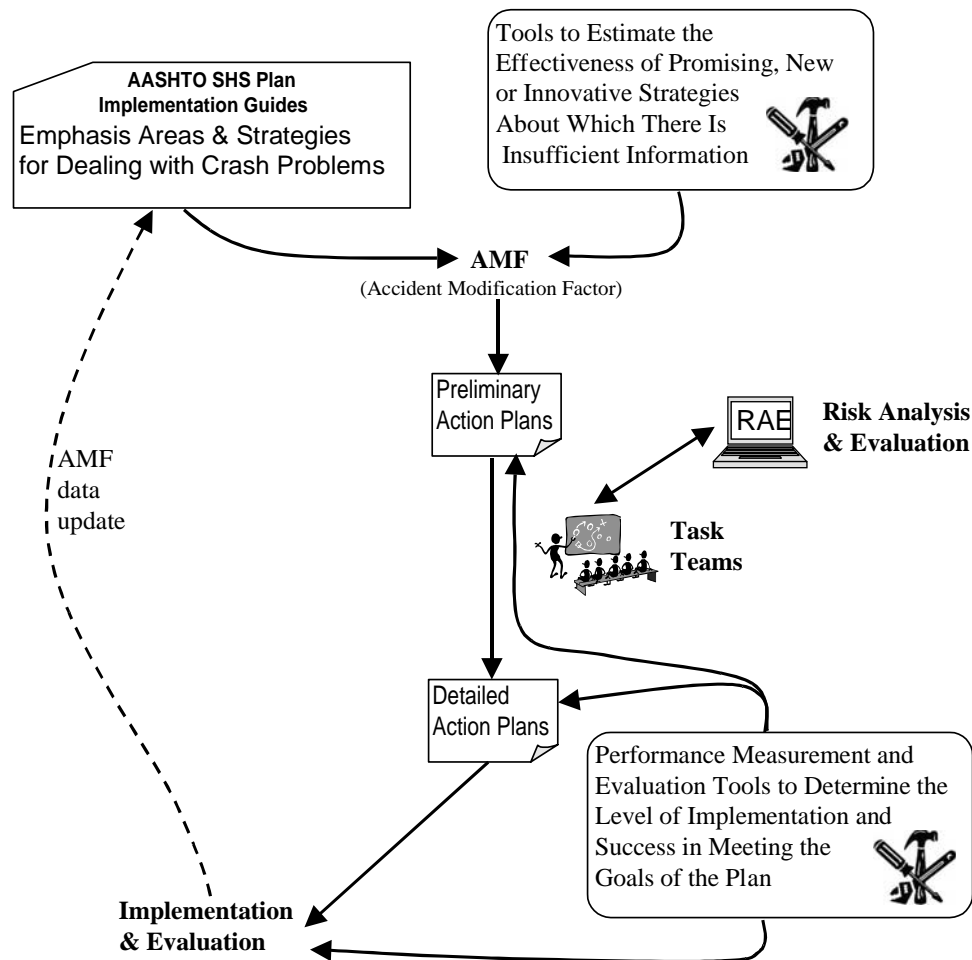 AASHTO SHS Plan
Implementation Guides
Emphasis Areas & Strategies
for Dealing with Crash Problems
Tools to Estimate the
Effectiveness of Promising, New
or Innovative Strategies
About Which There Is
Insufficient Information
AMF
(Accident Modification Factor)
Preliminary
Action Plans
RAE
Risk Analysis
& Evaluation
AMF
data
update
Task
Teams
Detailed
Action Plans
Performance Measurement and
Evaluation Tools to Determine the
Level of Implementation and
Success in Meeting the
Goals of the Plan
Implementation
& Evaluation